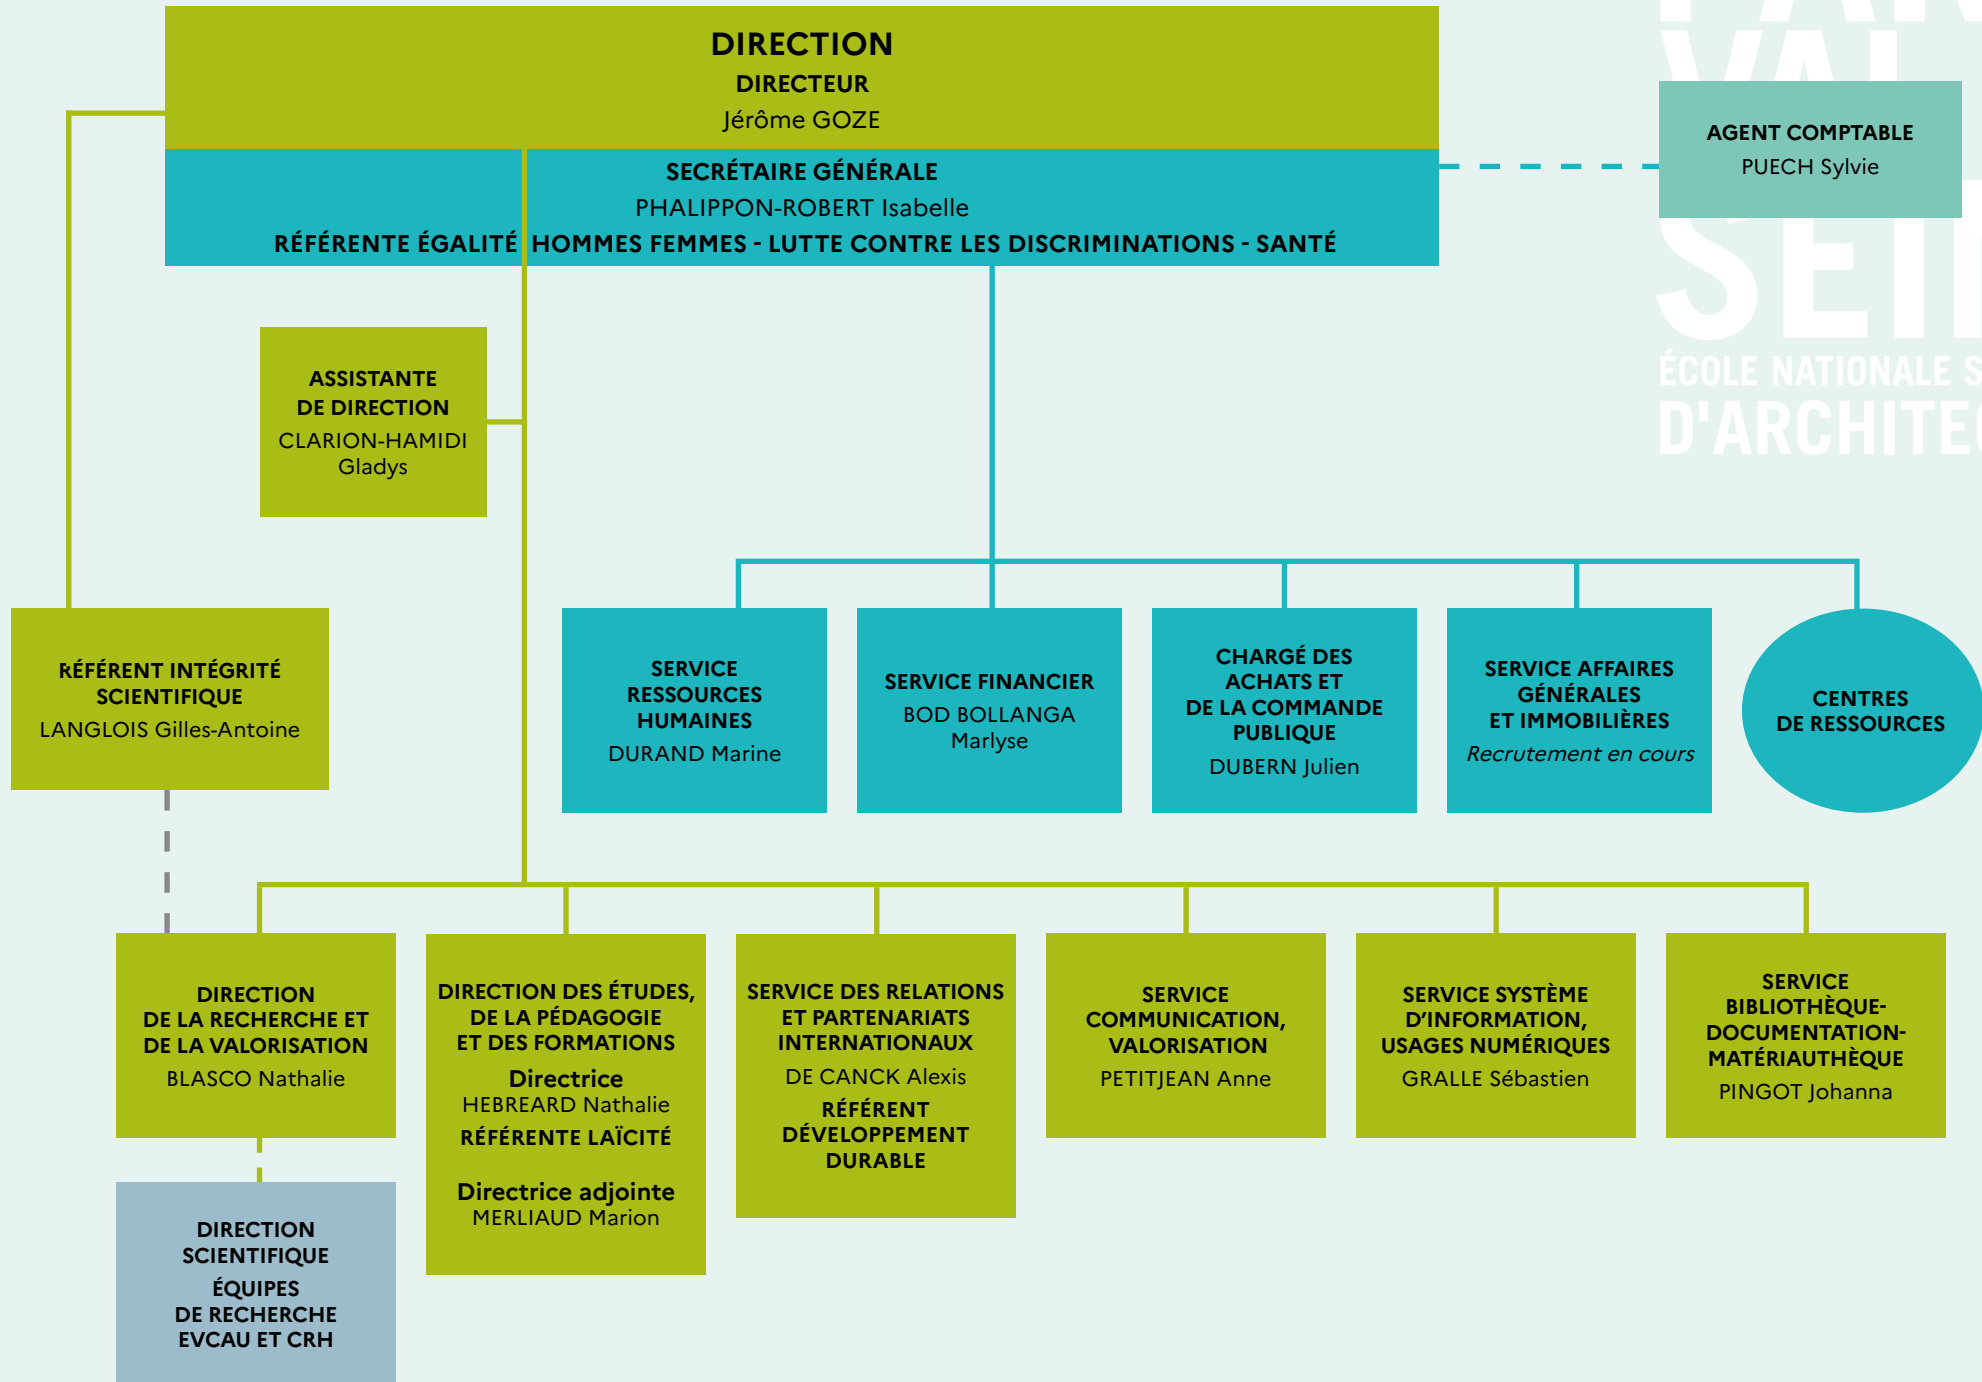 DIRECTION
DIRECTEUR
Jérôme GOZE
SECRÉTAIRE GÉNÉRALE
PHALIPPON-ROBERT Isabelle
RÉFÉRENTE ÉGALITÉ HOMMES FEMMES - LUTTE CONTRE LES DISCRIMINATIONS - SANTÉ
AGENT COMPTABLE
PUECH Sylvie
VAL
ÉCOLE NATIONALE
ASSISTANTE
DE DIRECTION
CLARION-HAMIDI
Gladys
RÉFÉRENT INTÉGRITÉ
SCIENTIFIQUE
LANGLOIS Gilles-Antoine
SERVICE
RESSOURCES
HUMAINES
DURAND Marine
SERVICE FINANCIER
BOD BOLLANGA
Marlyse
CHARGÉ DES
ACHATS ET
DE LA COMMANDE
PUBLIQUE
DUBERN Julien
SERVICE AFFAIRES
GÉNÉRALES
ET IMMOBILIÈRES
Recrutement en cours
CENTRES
DE RESSOURCES
DIRECTION
DE LA RECHERCHE ET
DE LA VALORISATION
BLASCO Nathalie
DIRECTION DES ÉTUDES,
DE LA PÉDAGOGIE
ET DES FORMATIONS
Directrice
HEBREARD Nathalie
RÉFÉRENTE LAÏCITÉ
Directrice adjointe
MERLIAUD Marion
SERVICE DES RELATIONS
ET PARTENARIATS
INTERNATIONAUX
DE CANCK Alexis
RÉFÉRENT
DÉVELOPPEMENT
DURABLE
SERVICE
COMMUNICATION,
VALORISATION
PETITJEAN Anne
SERVICE SYSTÈME
D'INFORMATION,
USAGES NUMÉRIQUES
GRALLE Sébastien
SERVICE
BIBLIOTHÈQUE-
DOCUMENTATION-
MATÉRIAUTHÈQUE
PINGOT Johanna
DIRECTION
SCIENTIFIQUE
ÉQUIPES
DE RECHERCHE
EVCAU ET CRH